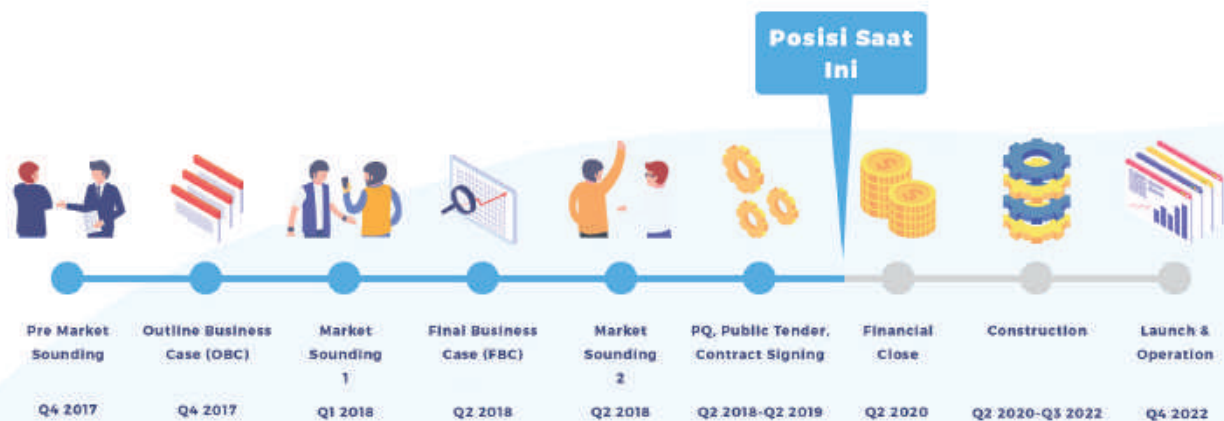 Posisi Saat
Ini
Pre Market
Sounding
Q4 2017
Outline Business
Case (OBC)
Q4 2017
Market
Sounding
1
Q1 2018
Final Business
Case (FBC)
Q2 2018
Market
Sounding
2
Q2 2018
PQ, Public Tender,
Contract Signing
Q2 2018-Q2 2019
Financial
Close
Q2 2020
Construction
Q2 2020-Q3 2022
Launch &
Operation
Q4 2022